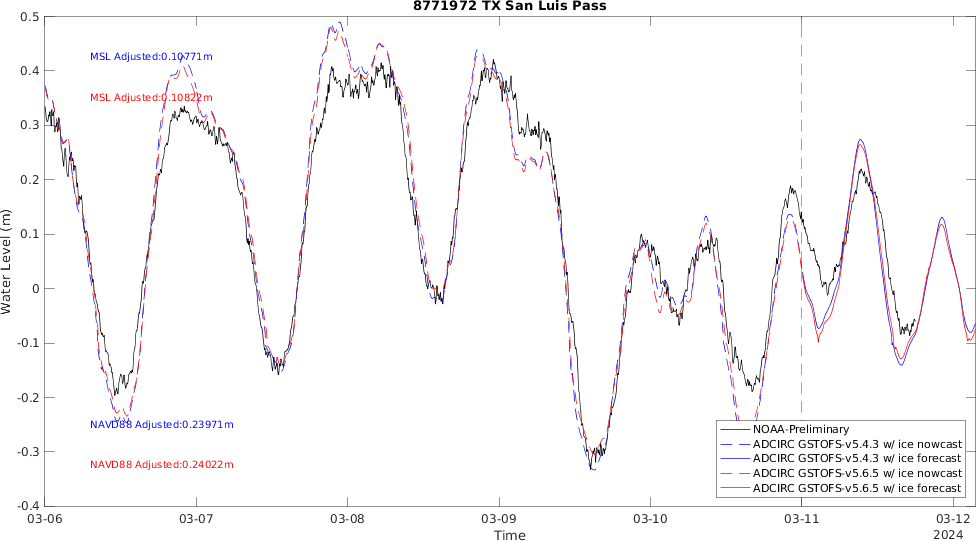 8771972 TX San Luis Pass
0.5
0.4
0.3
0.2
0.1
0
-0.1
-0.2
-0.3
-0.4
Water Level (m)
MSL Adjusted:0.10771m
MSL Adjusted:0.10822m
NAVD88 Adjusted:0.23971m
NAVD88 Adjusted:0.24022m
NOAA-Preliminary
ADCIRC GSTOFS-v5.4.3 w/ ice nowcast
ADCIRC GSTOFS-v5.4.3 w/ ice forecast
ADCIRC GSTOFS-v5.6.5 w/ ice nowcast
ADCIRC GSTOFS-v5.6.5 w/ ice forecast
03-06 03-07 03-08 03-09 03-10 03-11 03-12
Time
2024